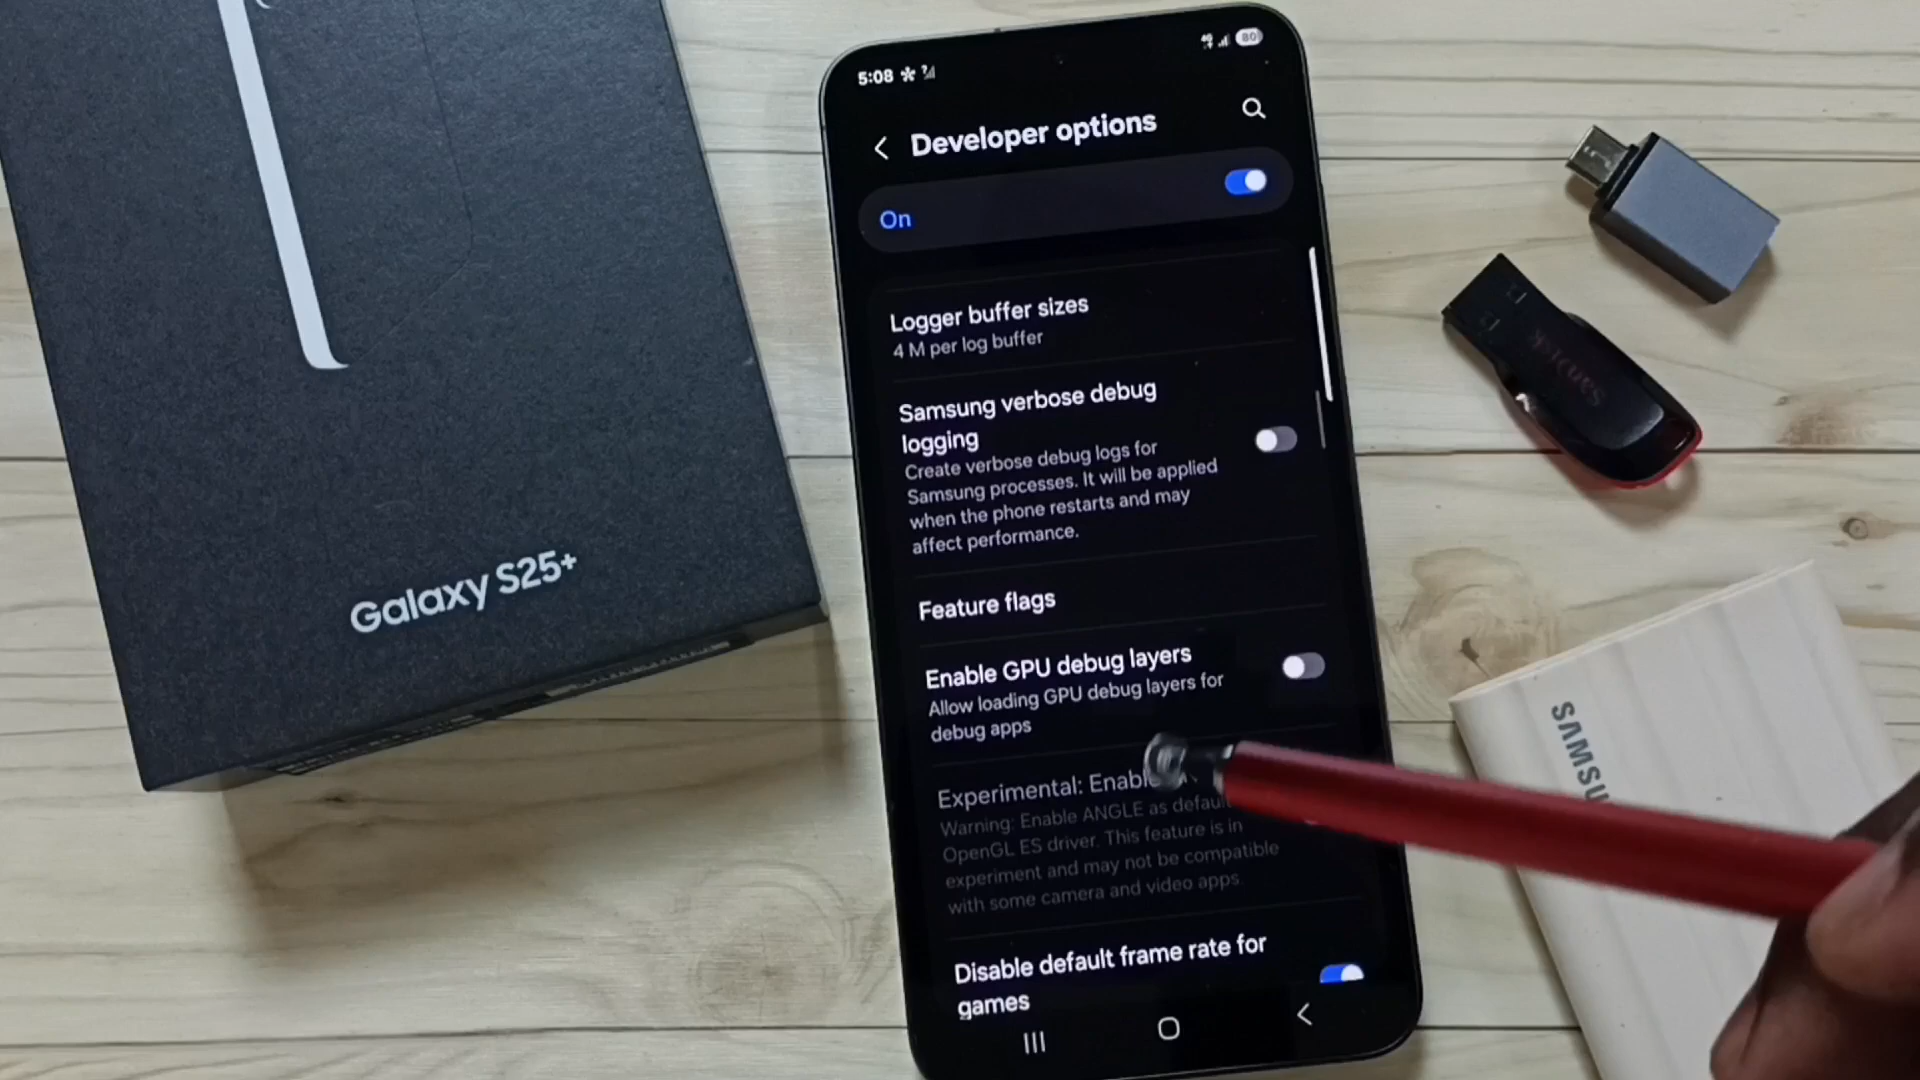 Galaxy S25+
5:08
80
Developer options
On
Logger buffer sizes
4 M per log buffer
Samsung verbose debug
logging
Create verbose debug logs for
Samsung processes. It will be applied
when the phone restarts and may
affect performance.
Feature flags
Enable GPU debug layers
Allow loading GPU debug layers for
debug apps
Experimental: Enable
Warning: Enable ANGLE as default
OpenGL ES driver. This feature is in
experiment and may not be compatible
with some camera and video apps.
Disable default frame rate for
games
SanDisk
SAMSU